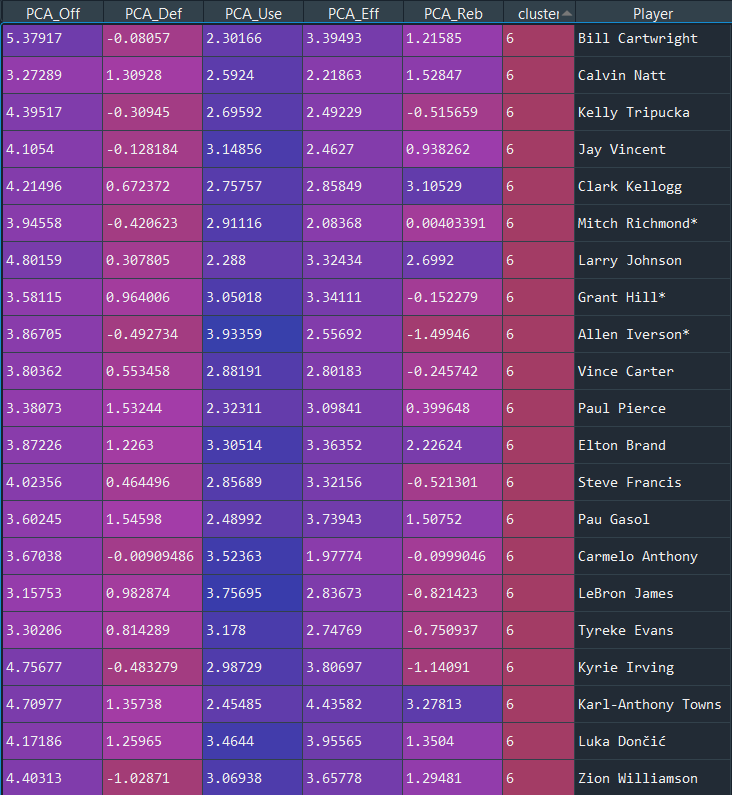 PCA_Off PCA_Def PCA_Use PCA_Eff PCA_Reb cluster Player
5.37917 -0.08057 2.30166 3.39493 1.21585 6 Bill Cartwright
3.27289 1.30928 2.5924 2.21863 1.52847 6 Calvin Natt
4.39517 -0.30945 2.69592 2.49229 -0.515659 6 Kelly Tripucka
4.1054 -0.128184 3.14856 2.4627 0.938262 6 Jay Vincent
4.21496 0.672372 2.75757 2.85849 3.10529 6 Clark Kellogg
3.94558 -0.420623 2.91116 2.08368 0.00403391 6 Mitch Richmond*
4.80159 0.307805 2.288 3.32434 2.6992 6 Larry Johnson
3.58115 0.964006 3.05018 3.34111 -0.152279 6 Grant Hill*
3.86705 -0.492734 3.93359 2.55692 -1.49946 6 Allen Iverson*
3.80362 0.553458 2.88191 2.80183 -0.245742 6 Vince Carter
3.38073 1.53244 2.32311 3.09841 0.399648 6 Paul Pierce
3.87226 1.2263 3.30514 3.36352 2.22624 6 Elton Brand
4.02356 0.464496 2.85689 3.32156 -0.521301 6 Steve Francis
3.60245 1.54598 2.48992 3.73943 1.50752 6 Pau Gasol
3.67038 -0.00909486 3.52363 1.97774 -0.0999046 6 Carmelo Anthony
3.15753 0.982874 3.75695 2.83673 -0.821423 6 LeBron James
3.30206 0.814289 3.178 2.74769 -0.750937 6 Tyreke Evans
4.75677 -0.483279 2.98729 3.80697 -1.14091 6 Kyrie Irving
4.70977 1.35738 2.45485 4.43582 3.27813 6 Karl-Anthony Towns
4.17186 1.25965 3.4644 3.95565 1.3504 6 Luka Dončić
4.40313 -1.02871 3.06938 3.65778 1.29481 6 Zion Williamson